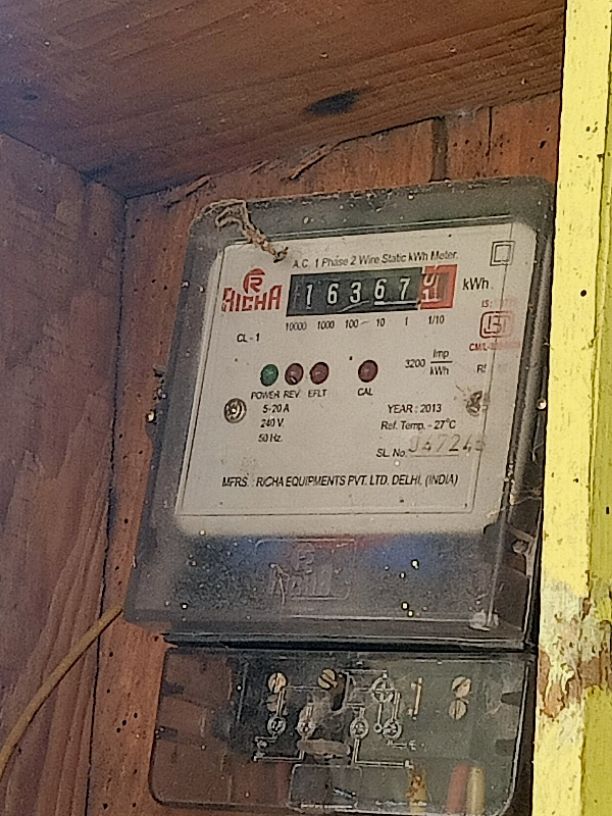 A.C. 1 Phase 2 Wire Static kWh Meter.
R
RICHA
16367
kWh
10000 1000 100 10 1 1/10
CL - 1
3200 Imp/kWh
POWER REV EFLT CAL
5-20 A
240 V.
50 Hz.
YEAR : 2013
Ref. Temp. - 27°C
SL. No.
MFRS. : RICHA EQUIPMENTS PVT. LTD. DELHI, (INDIA)